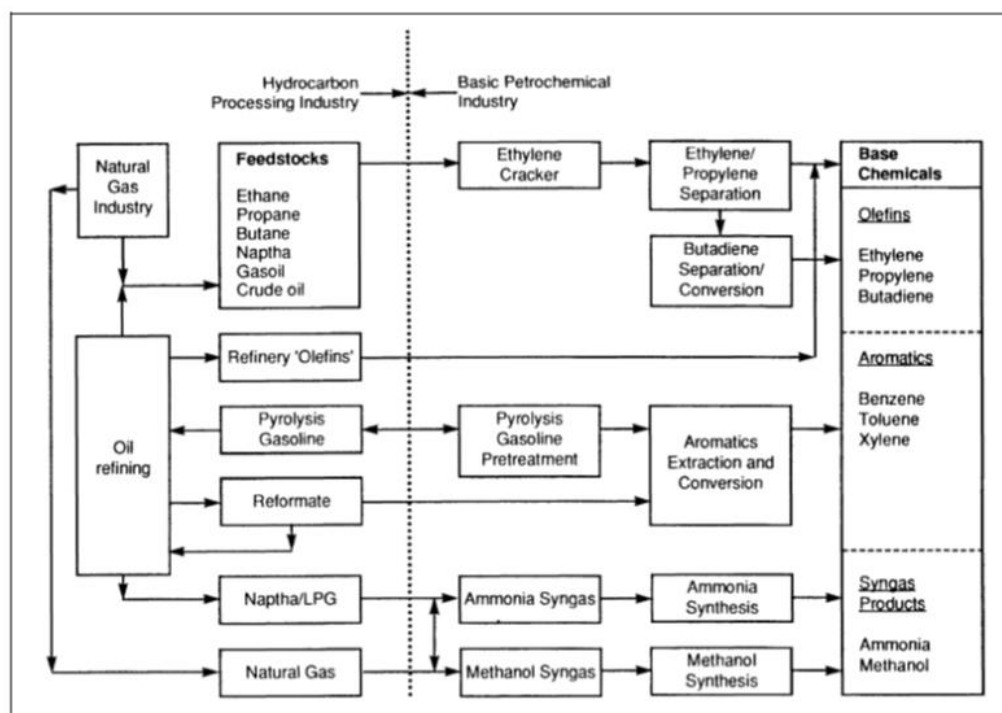 Hydrocarbon
Processing Industry
Basic Petrochemical
Industry
Natural
Gas
Industry
Feedstocks
Ethane
Propane
Butane
Naptha
Gasoil
Crude oil
Ethylene
Cracker
Ethylene/
Propylene
Separation
Butadiene
Separation/
Conversion
Base
Chemicals
Olefins
Ethylene
Propylene
Butadiene
Oil
refining
Refinery 'Olefins'
Pyrolysis
Gasoline
Pyrolysis
Gasoline
Pretreatment
Aromatics
Extraction and
Conversion
Aromatics
Benzene
Toluene
Xylene
Reformate
Naptha/LPG
Ammonia Syngas
Ammonia
Synthesis
Syngas
Products
Ammonia
Methanol
Natural Gas
Methanol Syngas
Methanol
Synthesis